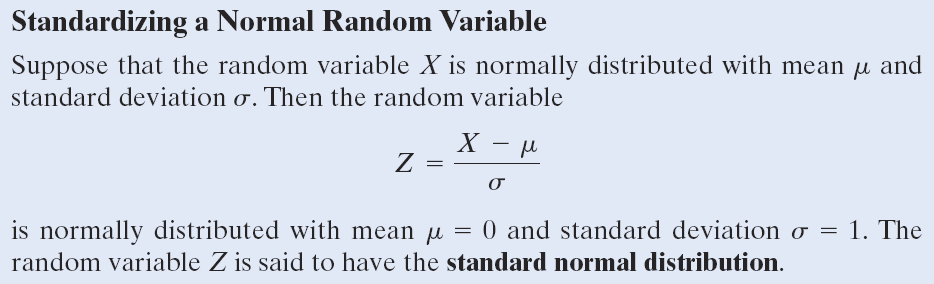 Standardizing a Normal Random Variable
Suppose that the random variable X is normally distributed with mean μ and
standard deviation σ. Then the random variable
Z = (X − μ) / σ
is normally distributed with mean μ = 0 and standard deviation σ = 1. The
random variable Z is said to have the standard normal distribution.